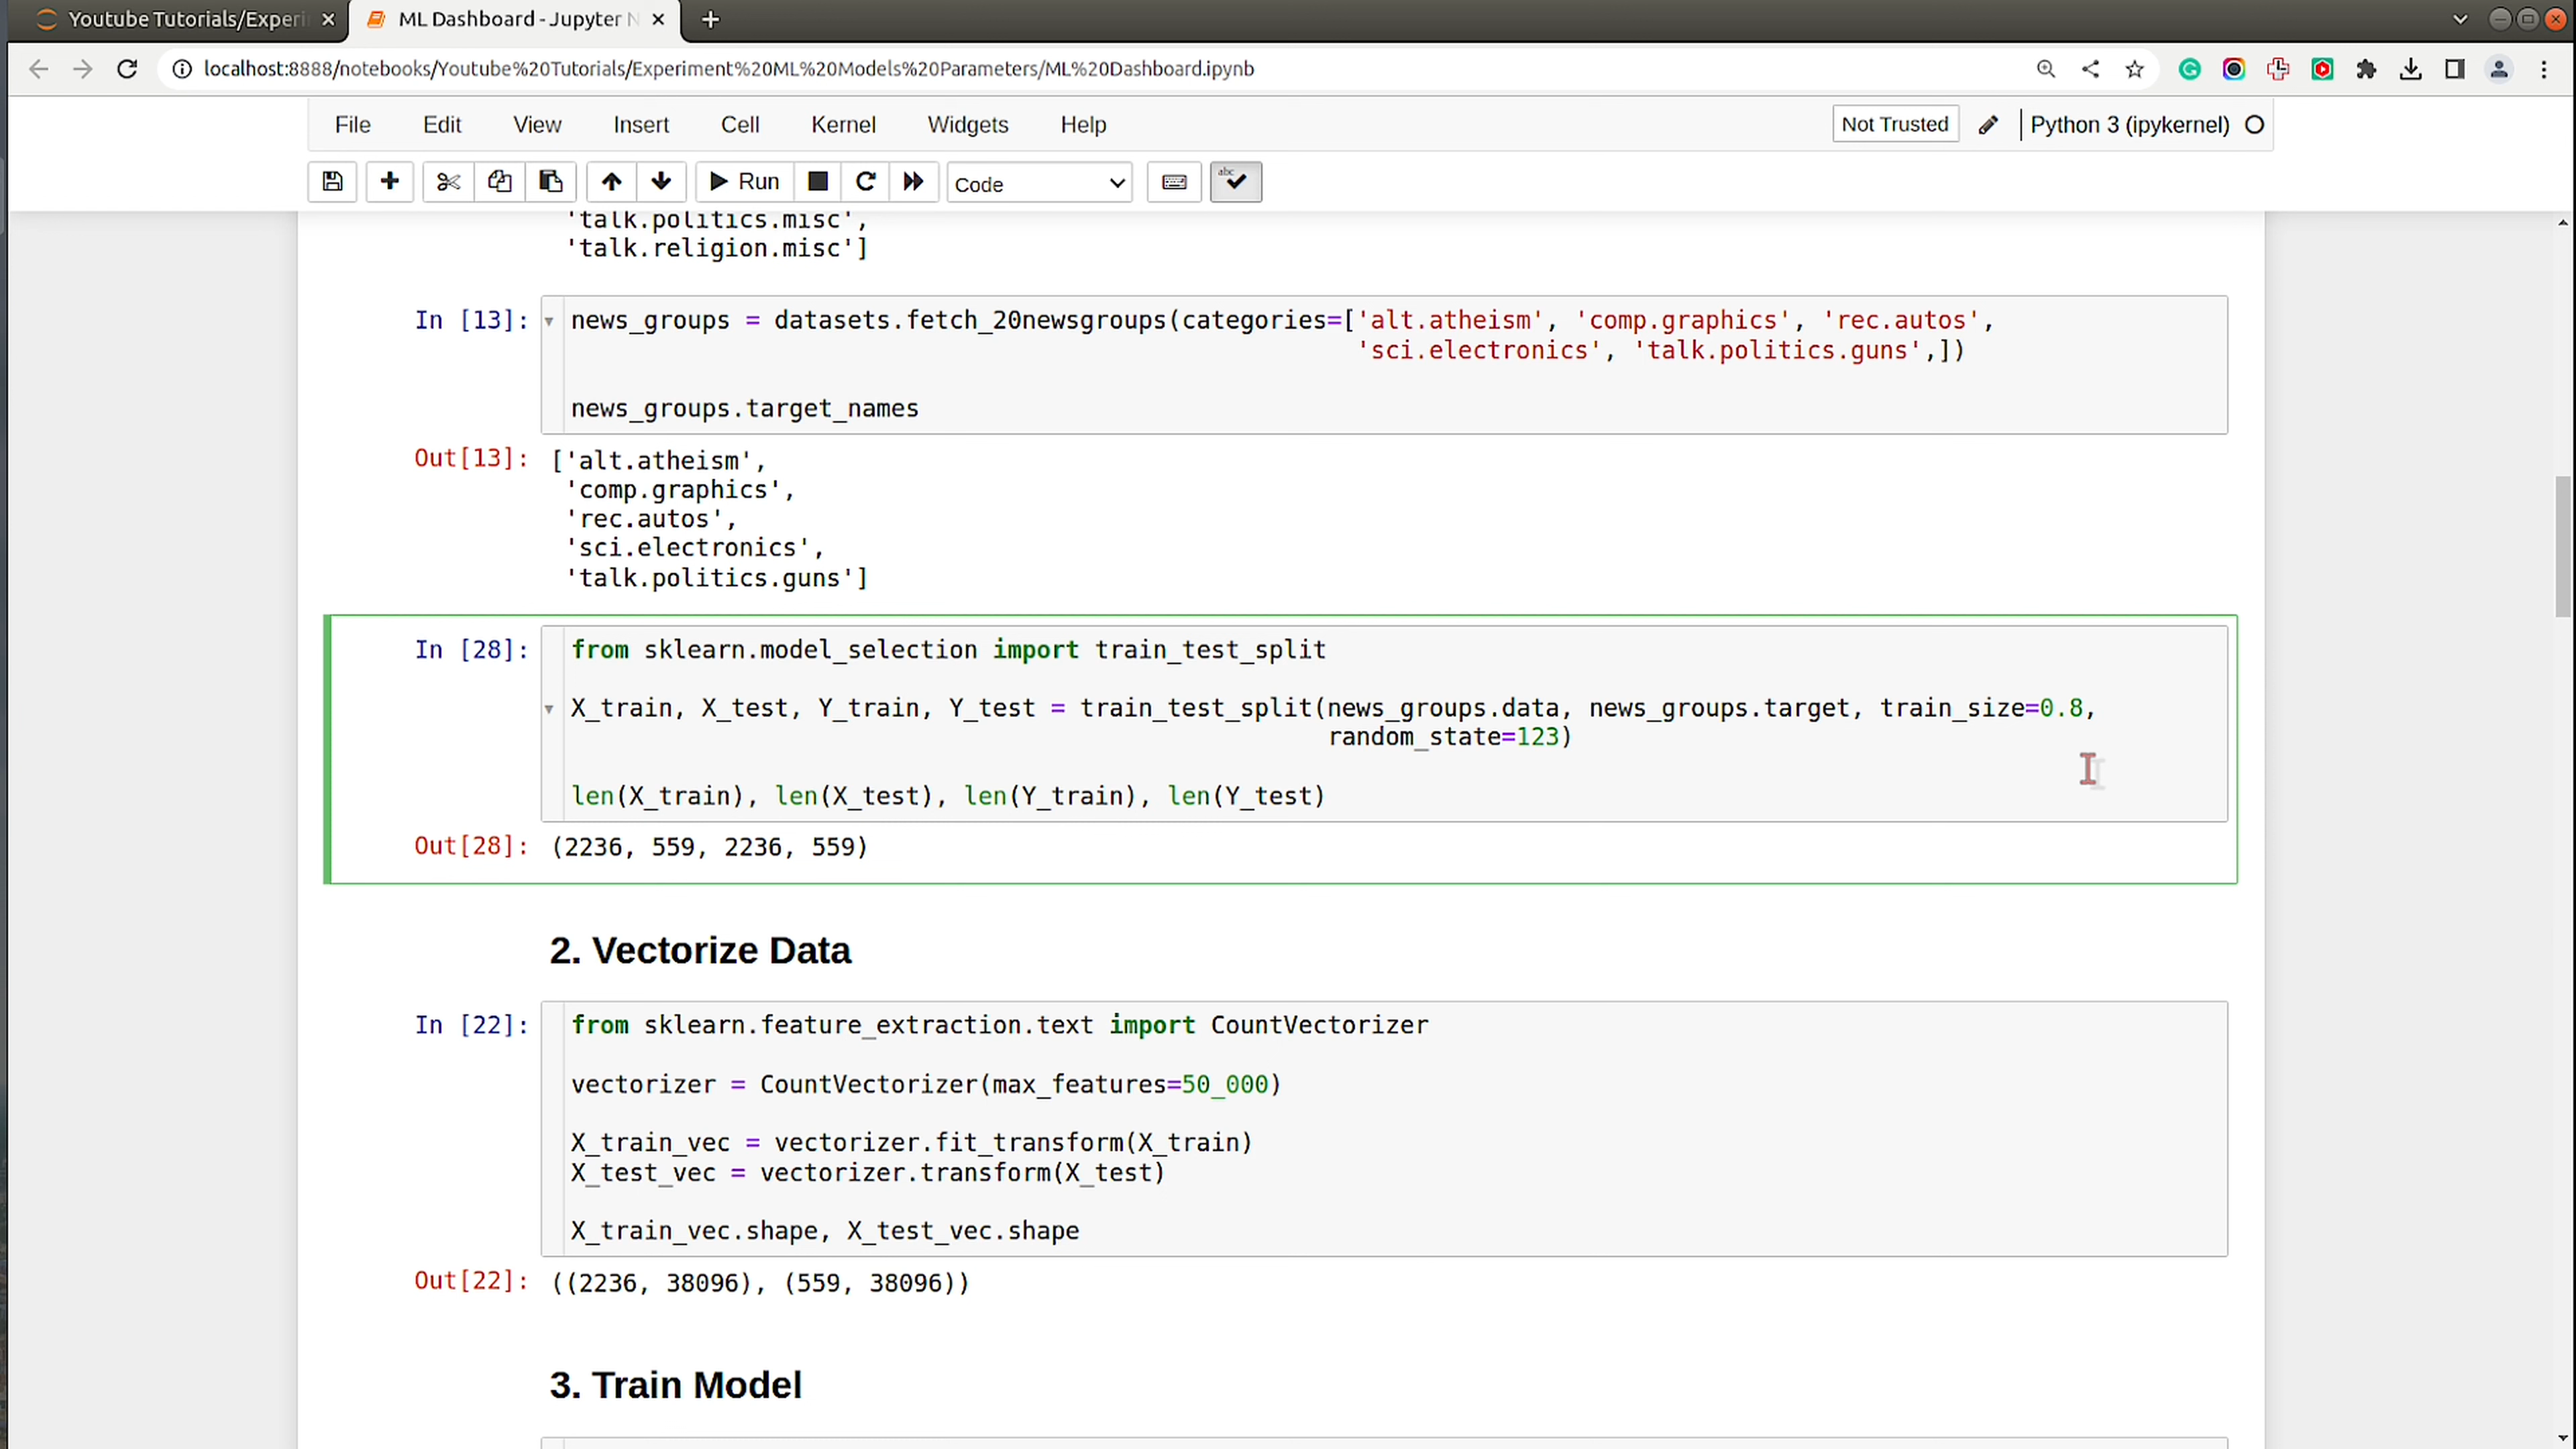 Youtube Tutorials/Experi
ML Dashboard - Jupyter N
localhost:8888/notebooks/Youtube%20Tutorials/Experiment%20ML%20Models%20Parameters/ML%20Dashboard.ipynb
File Edit View Insert Cell Kernel Widgets Help Not Trusted Python 3 (ipykernel)
Run Code abc
'talk.politics.misc',
'talk.religion.misc']
In [13]: news_groups = datasets.fetch_20newsgroups(categories=['alt.atheism', 'comp.graphics', 'rec.autos',
'sci.electronics', 'talk.politics.guns',])
news_groups.target_names
Out[13]: ['alt.atheism',
'comp.graphics',
'rec.autos',
'sci.electronics',
'talk.politics.guns']
In [28]: from sklearn.model_selection import train_test_split
X_train, X_test, Y_train, Y_test = train_test_split(news_groups.data, news_groups.target, train_size=0.8,
random_state=123)
len(X_train), len(X_test), len(Y_train), len(Y_test)
Out[28]: (2236, 559, 2236, 559)
2. Vectorize Data
In [22]: from sklearn.feature_extraction.text import CountVectorizer
vectorizer = CountVectorizer(max_features=50_000)
X_train_vec = vectorizer.fit_transform(X_train)
X_test_vec = vectorizer.transform(X_test)
X_train_vec.shape, X_test_vec.shape
Out[22]: ((2236, 38096), (559, 38096))
3. Train Model